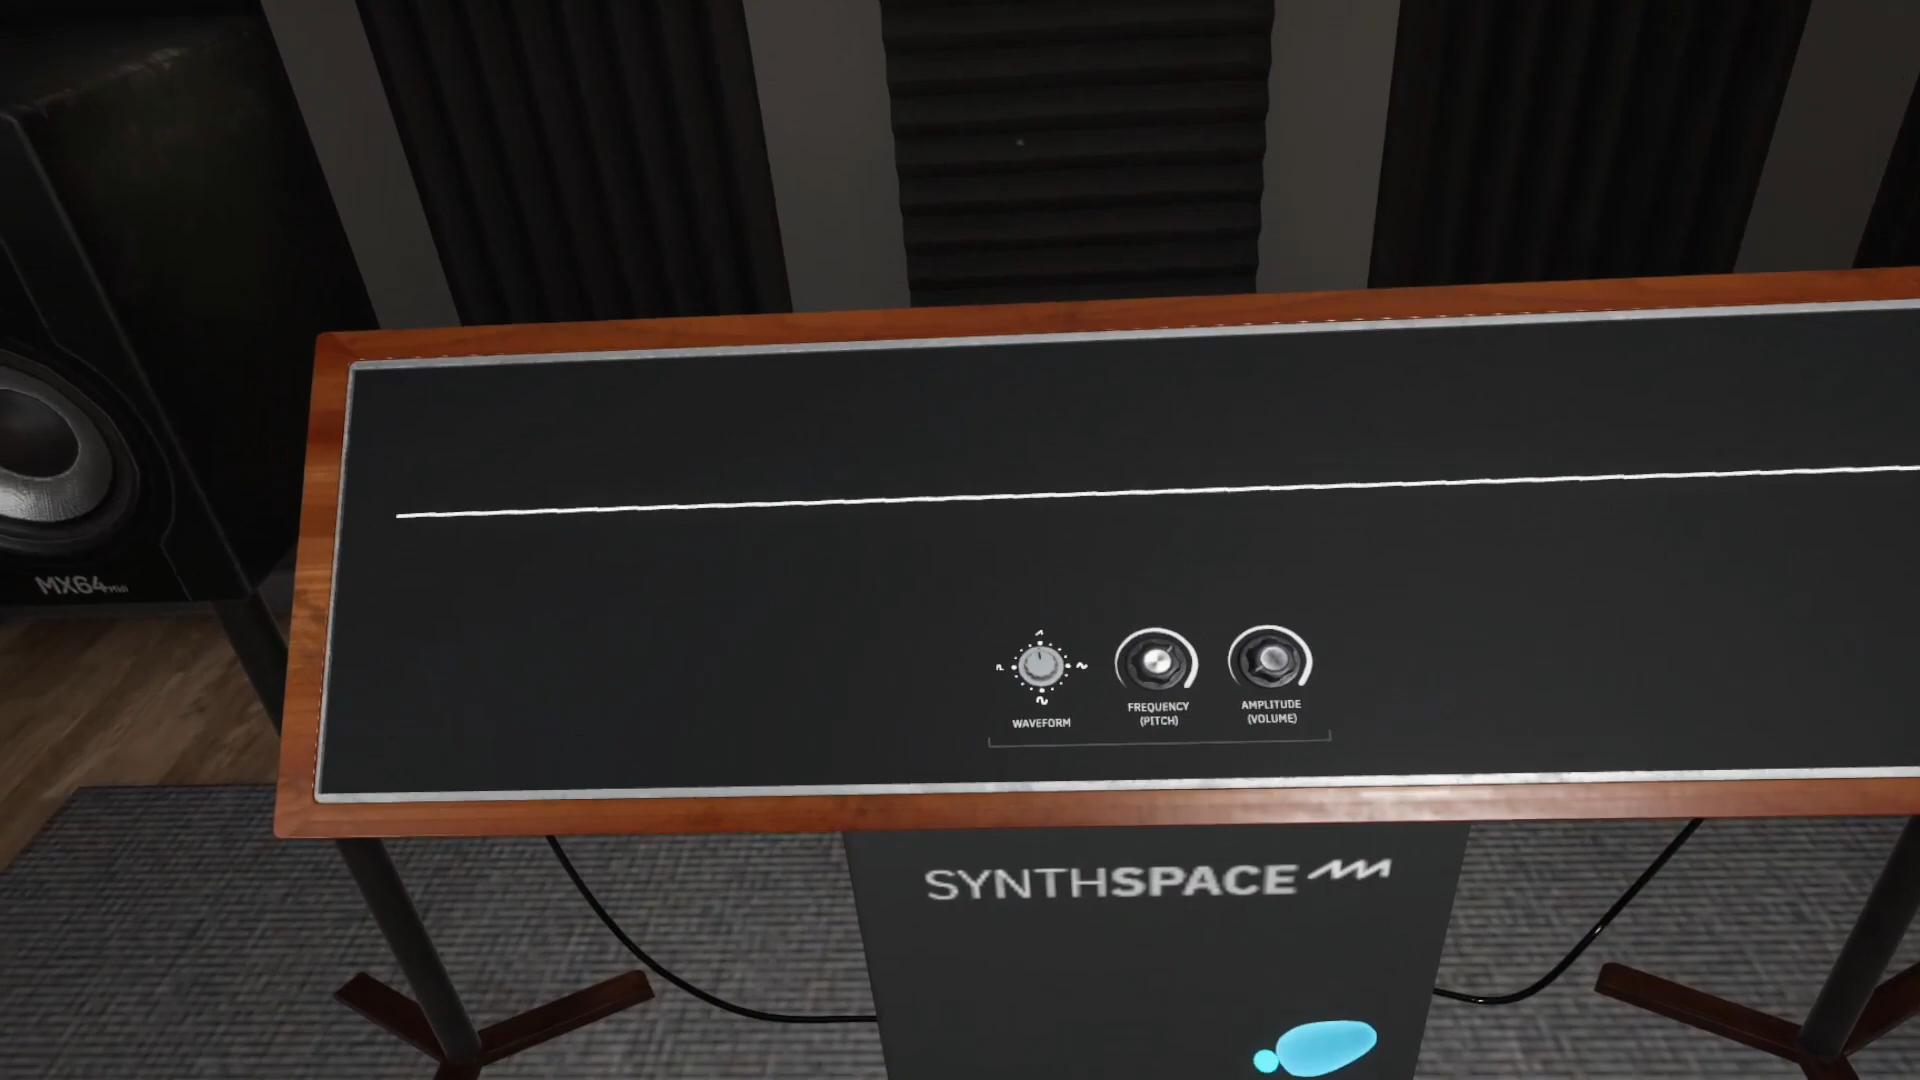 MX64
WAVEFORM
FREQUENCY
(PITCH)
AMPLITUDE
(VOLUME)
SYNTHSPACE